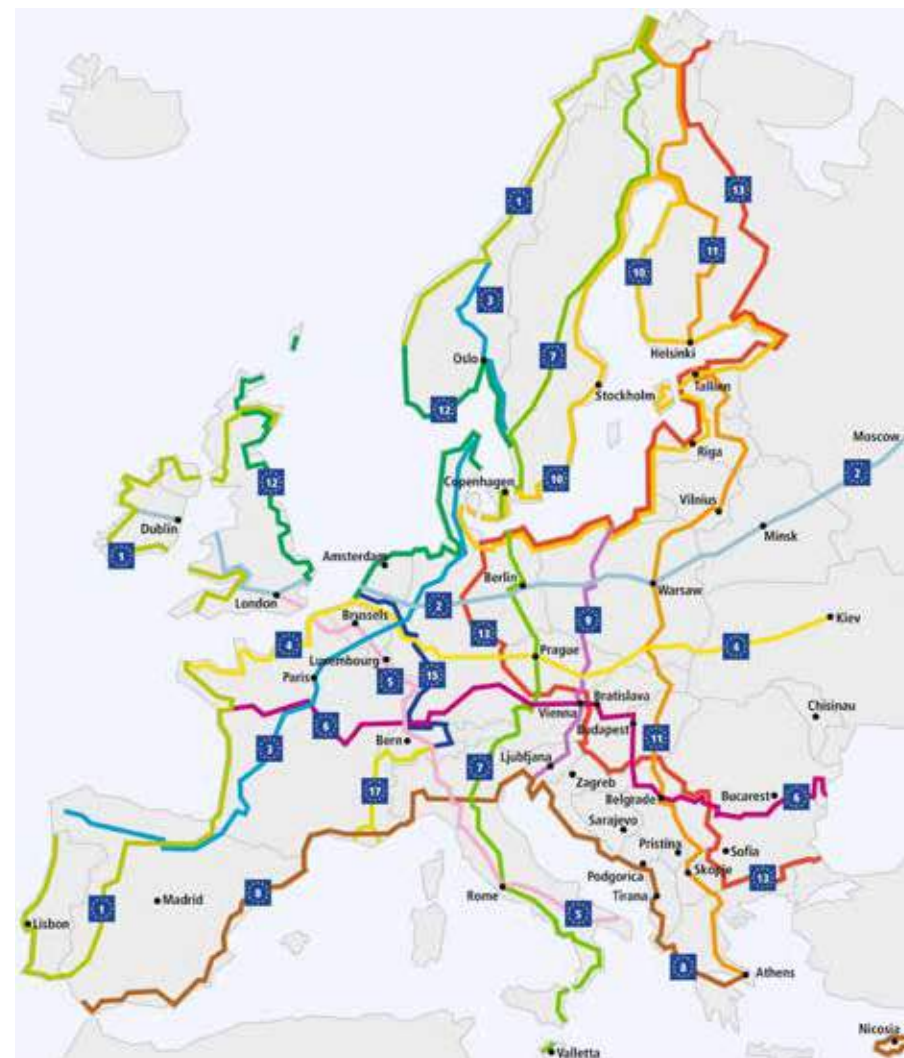 1
13
11
10
3
7
Helsinki
Oslo
Tallinn
Stockholm
12
Moscow
Riga
2
12
10
Copenhagen
Vilnius
Dublin
Minsk
1
Amsterdam
Berlin
Warsaw
London
2
Brussels
9
Kiev
13
4
4
Luxembourg
Prague
Paris
5
15
Bratislava
Chisinau
Vienna
6
Budapest
Bern
3
11
Ljubljana
7
Zagreb
17
Belgrade
Bucarest
6
Sarajevo
Pristina
Sofia
Podgorica
Skopje
13
9
Madrid
Rome
Tirana
1
5
Lisbon
8
Athens
Nicosia
Valletta